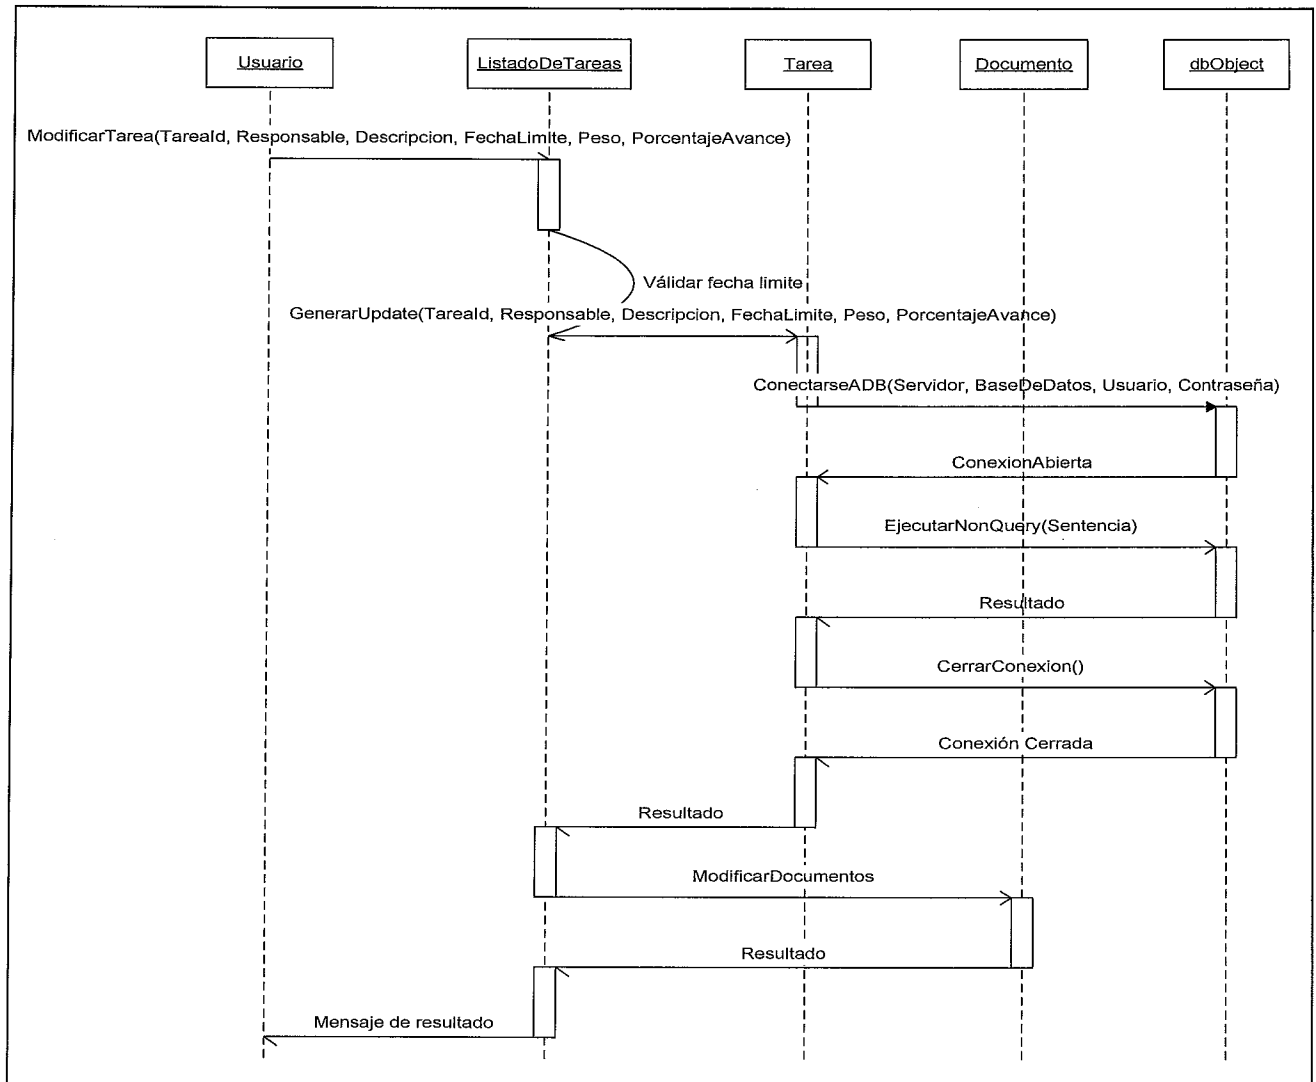 Usuario
ListadoDeTareas
Tarea
Documento
dbObject
ModificarTarea(TareaId, Responsable, Descripcion, FechaLimite, Peso, PorcentajeAvance)
Válidar fecha limite
GenerarUpdate(TareaId, Responsable, Descripcion, FechaLimite, Peso, PorcentajeAvance)
ConectarseADB(Servidor, BaseDeDatos, Usuario, Contraseña)
ConexionAbierta
EjecutarNonQuery(Sentencia)
Resultado
CerrarConexion()
Conexión Cerrada
Resultado
ModificarDocumentos
Resultado
Mensaje de resultado